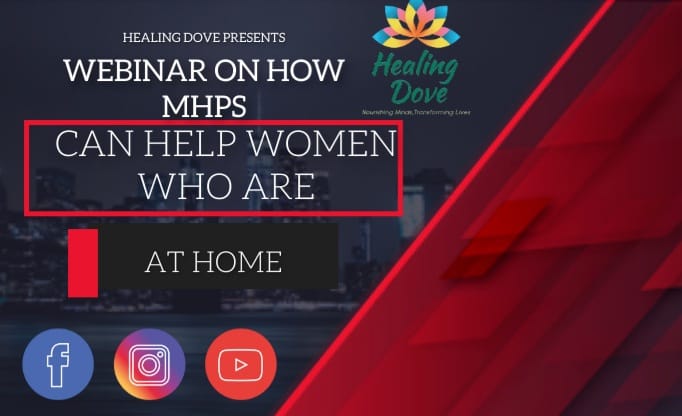 HEALING DOVE PRESENTS
WEBINAR ON HOW
MHPS
CAN HELP WOMEN
WHO ARE
AT HOME
Healing
Dove
Nourishing Minds,Transforming Lives